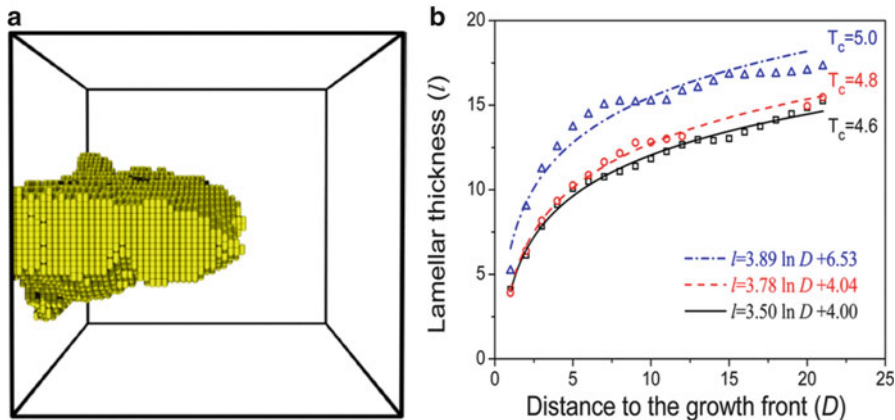 a
b
Lamellar thickness (l)
20
15
10
5
0
0
5
10
15
20
25
Distance to the growth front (D)
T_c=5.0
T_c=4.8
T_c=4.6
l=3.89 ln D +6.53
l=3.78 ln D +4.04
l=3.50 ln D +4.00